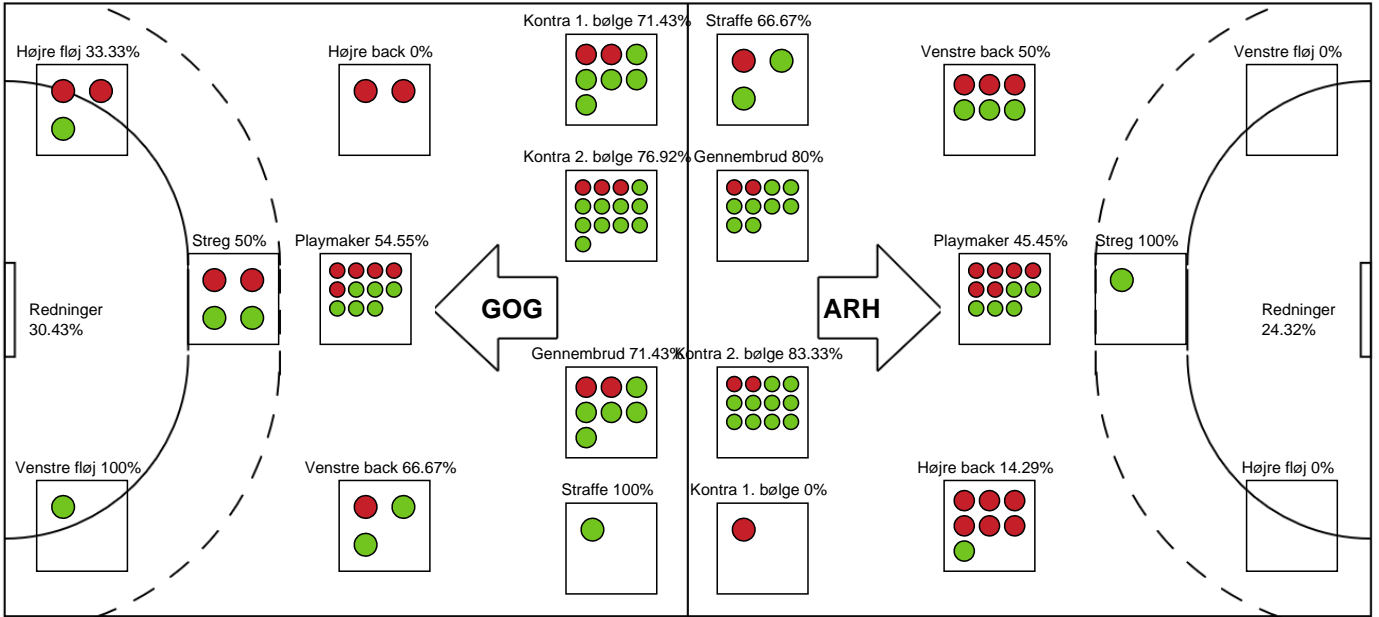 Kontra 1. bølge 71.43%
Straffe 66.67%
Højre fløj 33.33%
Højre back 0%
Venstre back 50%
Venstre fløj 0%
Kontra 2. bølge 76.92%
Gennembrud 80%
Streg 50%
Playmaker 54.55%
Playmaker 45.45%
Streg 100%
Redninger
30.43%
GOG
ARH
Redninger
24.32%
Gennembrud 71.43%
Kontra 2. bølge 83.33%
Venstre fløj 100%
Venstre back 66.67%
Straffe 100%
Kontra 1. bølge 0%
Højre back 14.29%
Højre fløj 0%